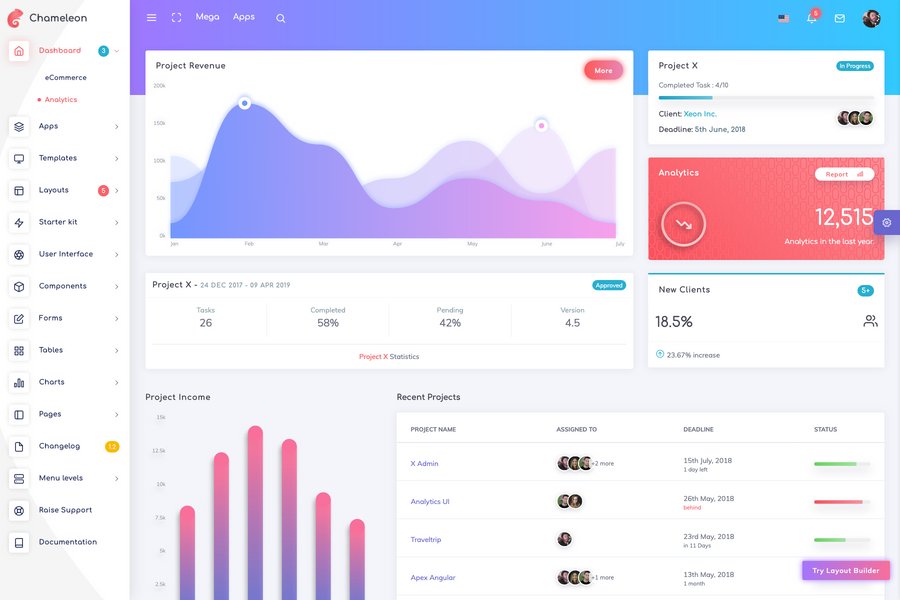 Chameleon
Mega
Apps
5
Dashboard
3
eCommerce
Analytics
Apps
Templates
Layouts
5
Starter kit
User Interface
Components
Forms
Tables
Charts
Pages
Changelog
Menu levels
Raise Support
Documentation
Project Revenue
More
200k
150k
100k
50k
0k
Jan
Feb
Mar
Apr
May
June
July
Project X
In Progress
Completed Task : 4/10
Client: Xeon Inc.
Deadline: 5th June, 2018
Analytics
Report
12,515
Analytics in the last year.
Project X - 24 DEC 2017 - 09 APR 2019
Approved
Tasks
26
Completed
58%
Pending
42%
Version
4.5
Project X Statistics
New Clients
5+
18.5%
23.67% increase
Project Income
15k
12.5k
10k
7.5k
5k
2.5k
Recent Projects
PROJECT NAME
ASSIGNED TO
DEADLINE
STATUS
X Admin
+2 more
15th July, 2018
1 day left
Analytics UI
26th May, 2018
behind
Traveltrip
23rd May, 2018
in 11 Days
Apex Angular
+1 more
13th May, 2018
1 month
Try Layout Builder